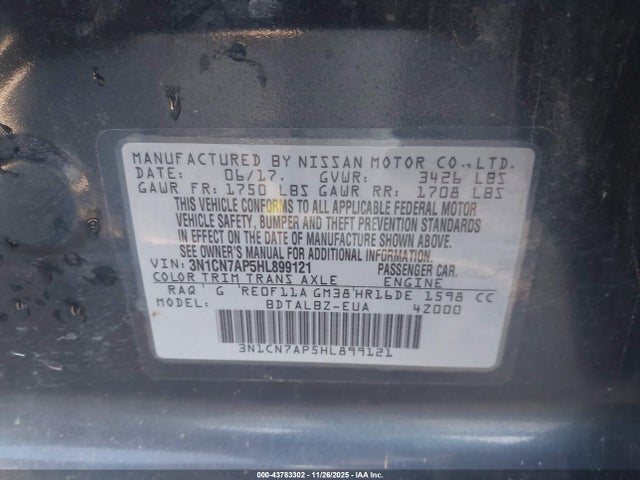 MANUFACTURED BY NISSAN MOTOR CO., LTD.
DATE: 06/17. GVWR: 3426 LBS
GAWR FR: 1750 LBS GAWR RR: 1708 LBS
THIS VEHICLE CONFORMS TO ALL APPLICABLE FEDERAL MOTOR
VEHICLE SAFETY, BUMPER AND THEFT PREVENTION STANDARDS
IN EFFECT ON THE DATE OF MANUFACTURE SHOWN ABOVE.
SEE OWNER'S MANUAL FOR ADDITIONAL INFORMATION.
VIN: 3N1CN7AP5HL899121 PASSENGER CAR.
COLOR TRIM TRANS AXLE ENGINE
RAQ G RE0F11A GM38 HR16DE 1598 CC
MODEL: BDTALBZ-EUA 4Z000
3N1CN7AP5HL899121
000-43783302 - 11/26/2025 - IAA Inc.